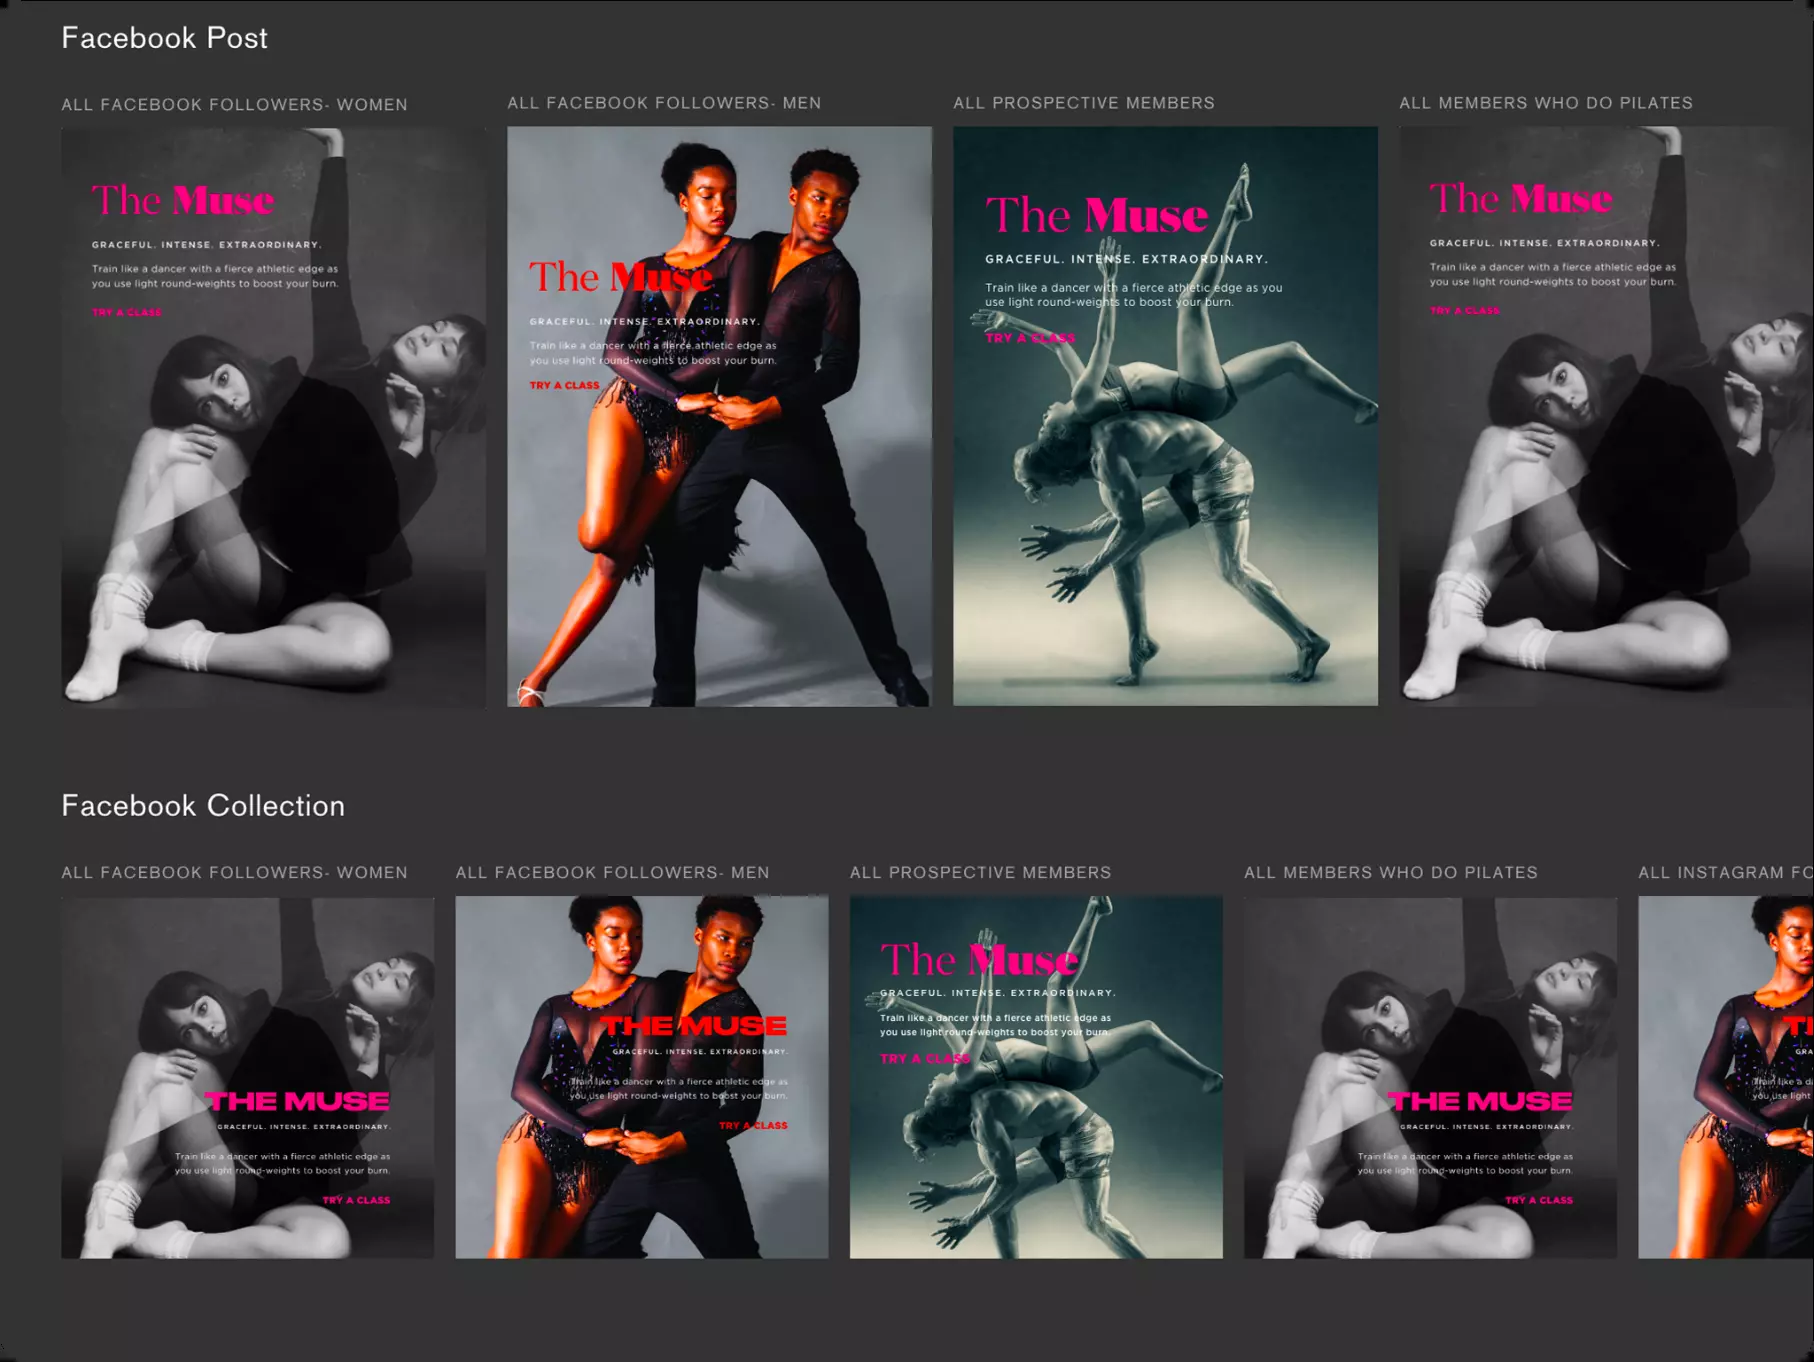 Facebook Post
ALL FACEBOOK FOLLOWERS- WOMEN
The Muse
GRACEFUL. INTENSE. EXTRAORDINARY.
Train like a dancer with a fierce athletic edge as
you use light round-weights to boost your burn.
TRY A CLASS
ALL FACEBOOK FOLLOWERS- MEN
The Muse
GRACEFUL. INTENSE. EXTRAORDINARY.
Train like a dancer with a fierce athletic edge as
you use light round-weights to boost your burn.
TRY A CLASS
ALL PROSPECTIVE MEMBERS
The Muse
GRACEFUL. INTENSE. EXTRAORDINARY.
Train like a dancer with a fierce athletic edge as you
use light round-weights to boost your burn.
TRY A CLASS
ALL MEMBERS WHO DO PILATES
The Muse
GRACEFUL. INTENSE. EXTRAORDINARY.
Train like a dancer with a fierce athletic edge as
you use light round-weights to boost your burn.
TRY A CLASS
Facebook Collection
ALL FACEBOOK FOLLOWERS- WOMEN
THE MUSE
GRACEFUL. INTENSE. EXTRAORDINARY.
Train like a dancer with a fierce athletic edge as
you use light round-weights to boost your burn.
TRY A CLASS
ALL FACEBOOK FOLLOWERS- MEN
THE MUSE
GRACEFUL. INTENSE. EXTRAORDINARY.
Train like a dancer with a fierce athletic edge as
you use light round-weights to boost your burn.
TRY A CLASS
ALL PROSPECTIVE MEMBERS
The Muse
GRACEFUL. INTENSE. EXTRAORDINARY.
Train like a dancer with a fierce athletic edge as
you use light round-weights to boost your burn.
TRY A CLASS
ALL MEMBERS WHO DO PILATES
THE MUSE
GRACEFUL. INTENSE. EXTRAORDINARY.
Train like a dancer with a fierce athletic edge as
you use light round-weights to boost your burn.
TRY A CLASS
ALL INSTAGRAM FO
TH
GRA
Train like a d
you use light